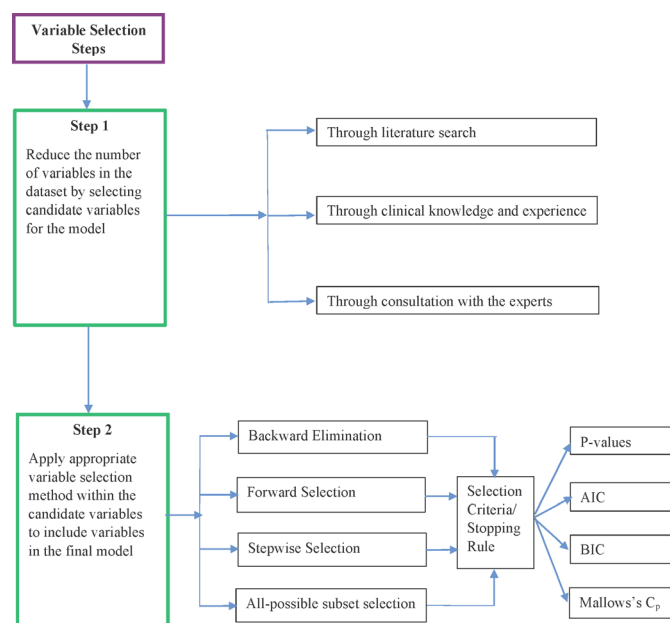 Variable Selection
Steps
Step 1
Reduce the number
of variables in the
dataset by selecting
candidate variables
for the model
Through literature search
Through clinical knowledge and experience
Through consultation with the experts
Step 2
Apply appropriate
variable selection
method within the
candidate variables
to include variables
in the final model
Backward Elimination
Forward Selection
Stepwise Selection
All-possible subset selection
Selection
Criteria/
Stopping
Rule
P-values
AIC
BIC
Mallows's Cp